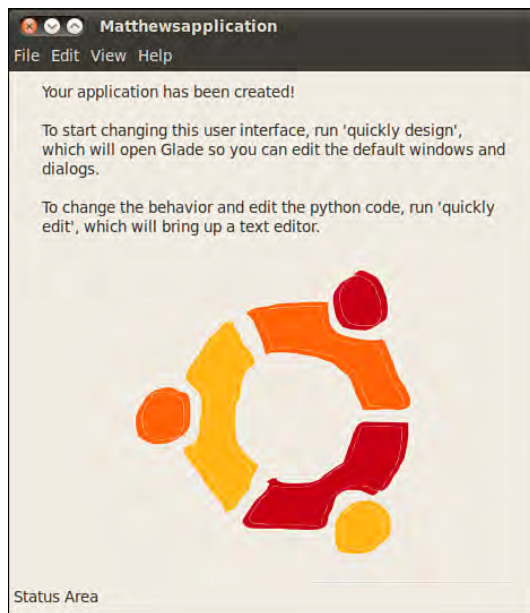 Matthewsapplication
File Edit View Help
Your application has been created!
To start changing this user interface, run 'quickly design',
which will open Glade so you can edit the default windows and
dialogs.
To change the behavior and edit the python code, run 'quickly
edit', which will bring up a text editor.
Status Area